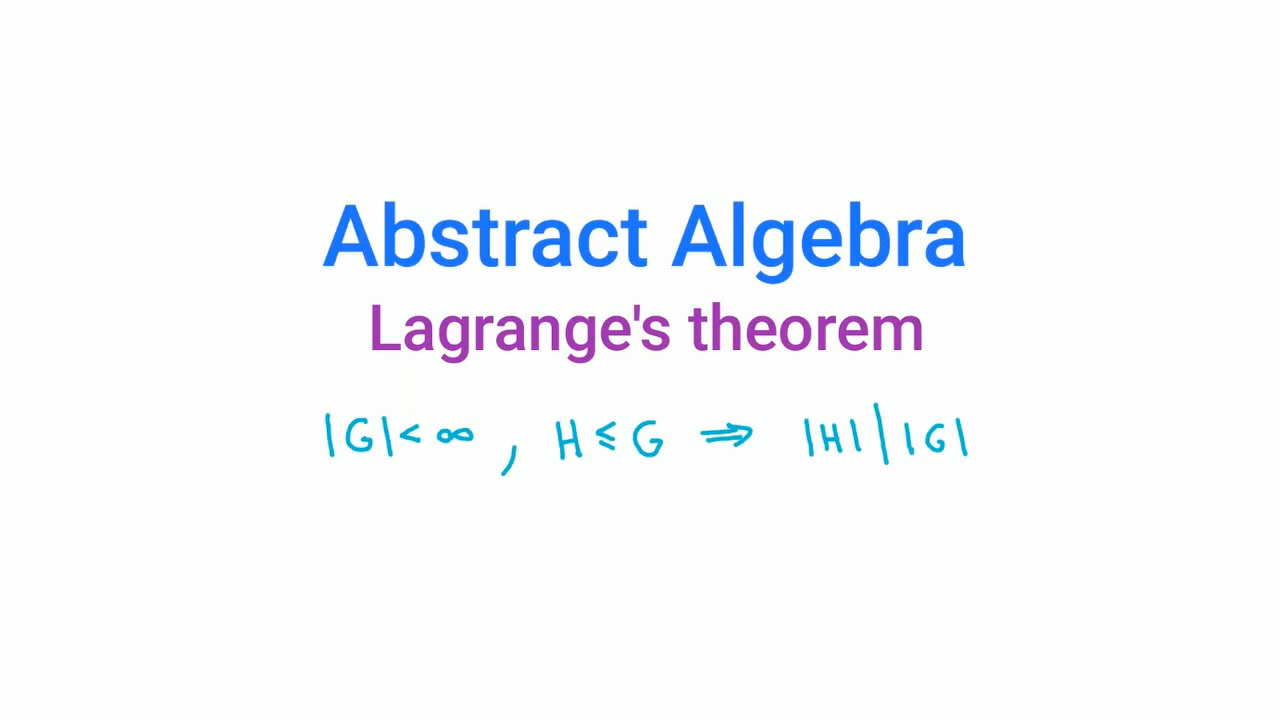 Abstract Algebra
Lagrange's theorem
|G| < ∞ , H ≤ G ⇒ |H| | |G|